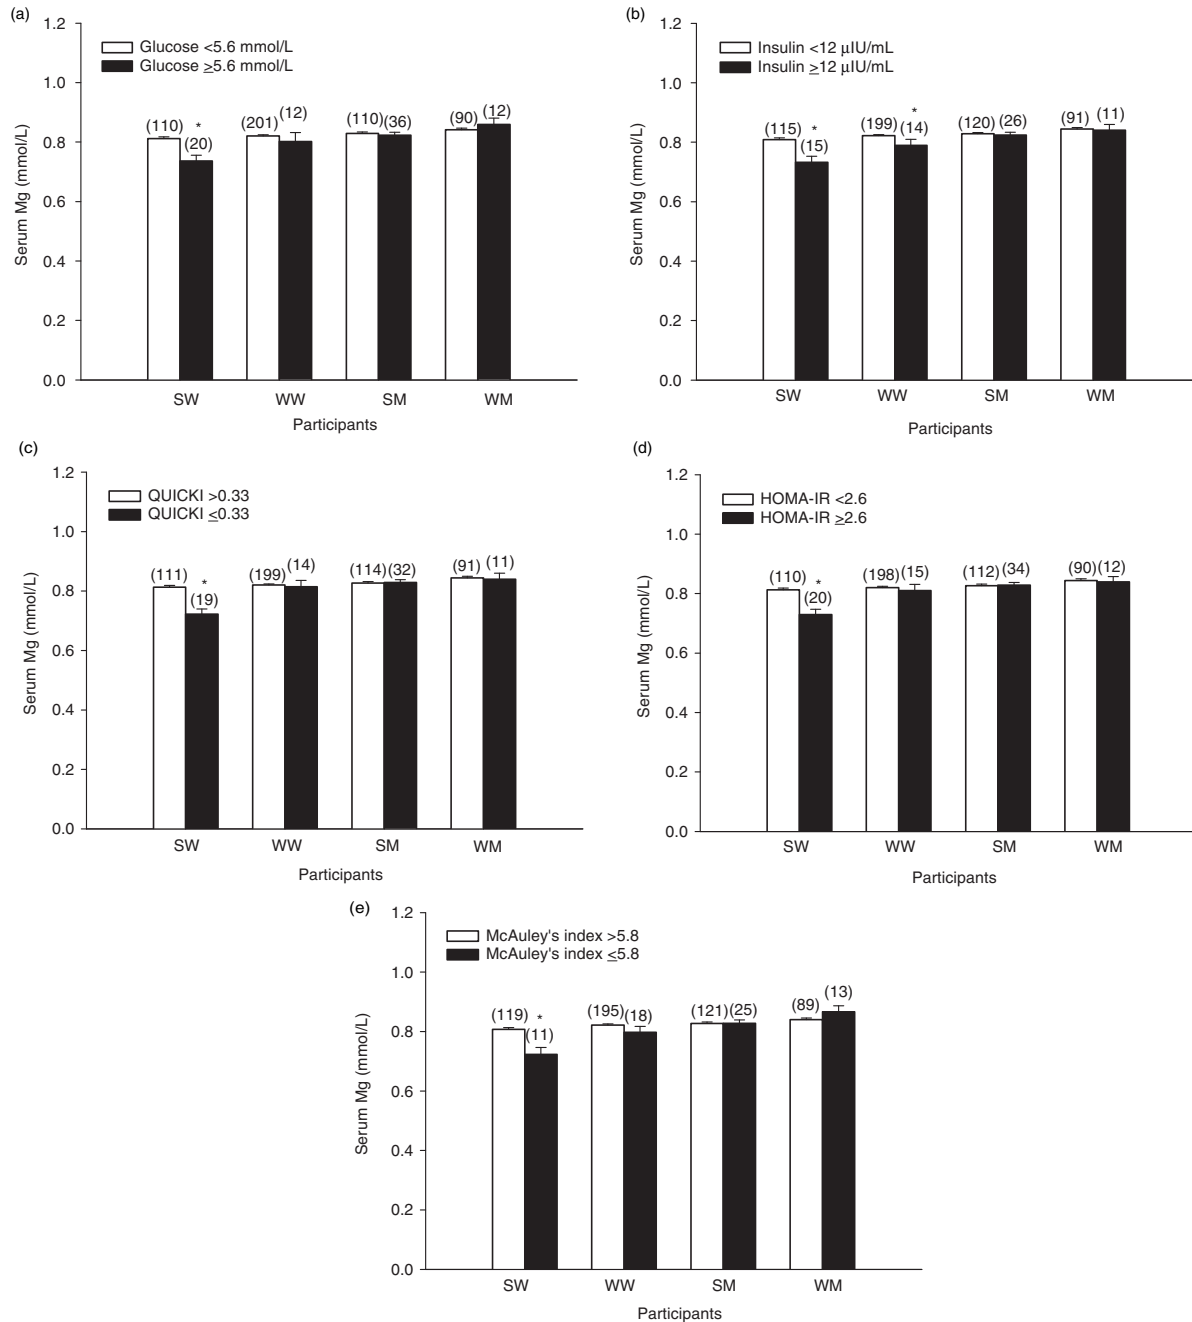 (a)
1.2
1.0
0.8
0.6
0.4
0.2
0.0
Serum Mg (mmol/L)
Glucose <5.6 mmol/L
Glucose ≥5.6 mmol/L
(110) * (20) (201) (12) (110) (36) (90) (12)
SW WW SM WM
Participants
(b)
1.2
1.0
0.8
0.6
0.4
0.2
0.0
Serum Mg (mmol/L)
Insulin <12 μIU/mL
Insulin ≥12 μIU/mL
(115) * (15) (199) * (14) (120) (26) (91) (11)
SW WW SM WM
Participants
(c)
1.2
1.0
0.8
0.6
0.4
0.2
0.0
Serum Mg (mmol/L)
QUICKI >0.33
QUICKI ≤0.33
(111) * (19) (199) (14) (114) (32) (91) (11)
SW WW SM WM
Participants
(d)
1.2
1.0
0.8
0.6
0.4
0.2
0.0
Serum Mg (mmol/L)
HOMA-IR <2.6
HOMA-IR ≥2.6
(110) * (20) (198) (15) (112) (34) (90) (12)
SW WW SM WM
Participants
(e)
1.2
1.0
0.8
0.6
0.4
0.2
0.0
Serum Mg (mmol/L)
McAuley's index >5.8
McAuley's index ≤5.8
(119) * (11) (195) (18) (121) (25) (89) (13)
SW WW SM WM
Participants